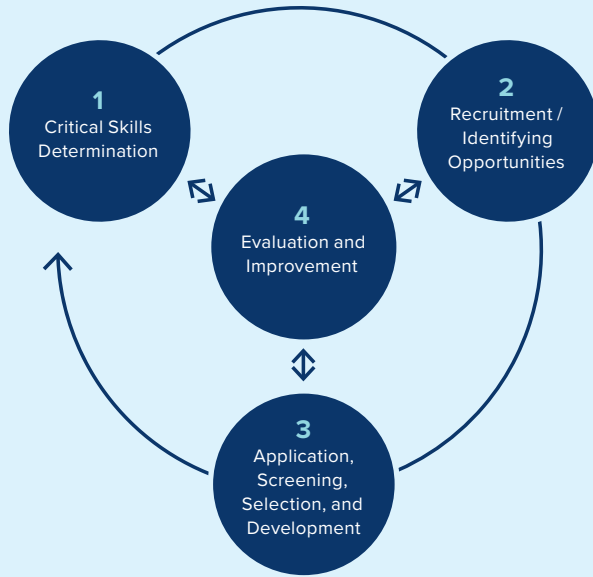 1
Critical Skills
Determination
2
Recruitment /
Identifying
Opportunities
4
Evaluation and
Improvement
3
Application,
Screening,
Selection, and
Development